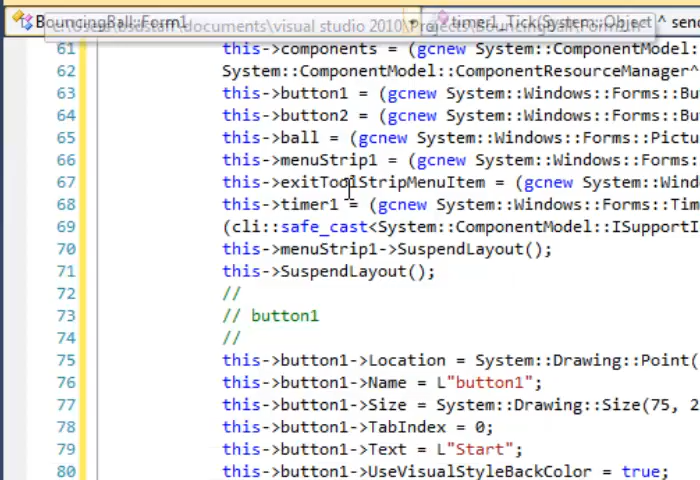 BouncingBall::Form1
timer1_Tick(System::Object ^ send
61 this->components = (gcnew System::ComponentModel:
62 System::ComponentModel::ComponentResourceManager^
63 this->button1 = (gcnew System::Windows::Forms::Bu
64 this->button2 = (gcnew System::Windows::Forms::Bu
65 this->ball = (gcnew System::Windows::Forms::Pictu
66 this->menuStrip1 = (gcnew System::Windows::Forms:
67 this->exitToolStripMenuItem = (gcnew System::Wind
68 this->timer1 = (gcnew System::Windows::Forms::Tim
69 (cli::safe_cast<System::ComponentModel::ISupportI
70 this->menuStrip1->SuspendLayout();
71 this->SuspendLayout();
72 //
73 // button1
74 //
75 this->button1->Location = System::Drawing::Point(
76 this->button1->Name = L"button1";
77 this->button1->Size = System::Drawing::Size(75, 2
78 this->button1->TabIndex = 0;
79 this->button1->Text = L"Start";
80 this->button1->UseVisualStyleBackColor = true;